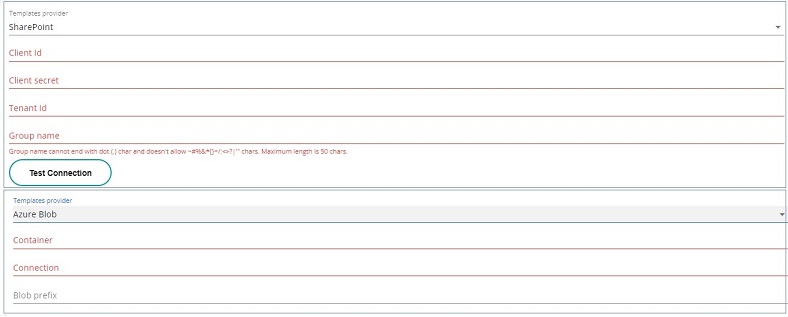 Templates provider
SharePoint
Client Id
Client secret
Tenant Id
Group name
Group name cannot end with dot (.) char and doesn't allow ~#%&*{}+/:<>?|'" chars. Maximum length is 50 chars.
Test Connection
Templates provider
Azure Blob
Container
Connection
Blob prefix